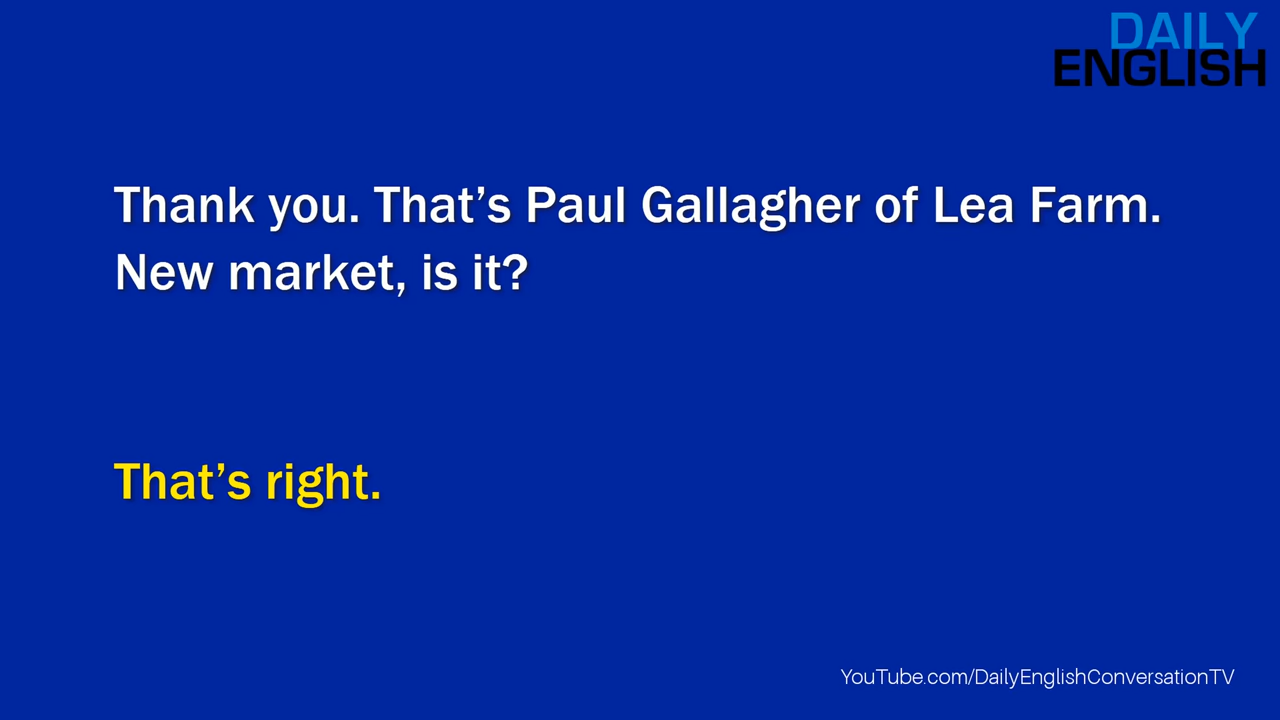 DAILY
ENGLISH
Thank you. That’s Paul Gallagher of Lea Farm.
New market, is it?
That’s right.
YouTube.com/DailyEnglishConversationTV